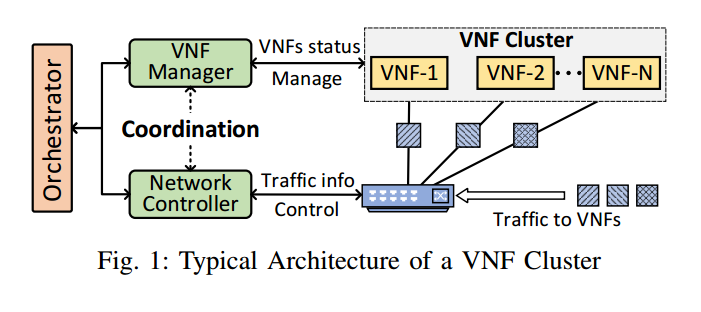 Orchestrator
VNF
Manager
VNFs status
Manage
VNF Cluster
VNF-1
VNF-2
VNF-N
Coordination
Network
Controller
Traffic info
Control
Traffic to VNFs
Fig. 1: Typical Architecture of a VNF Cluster